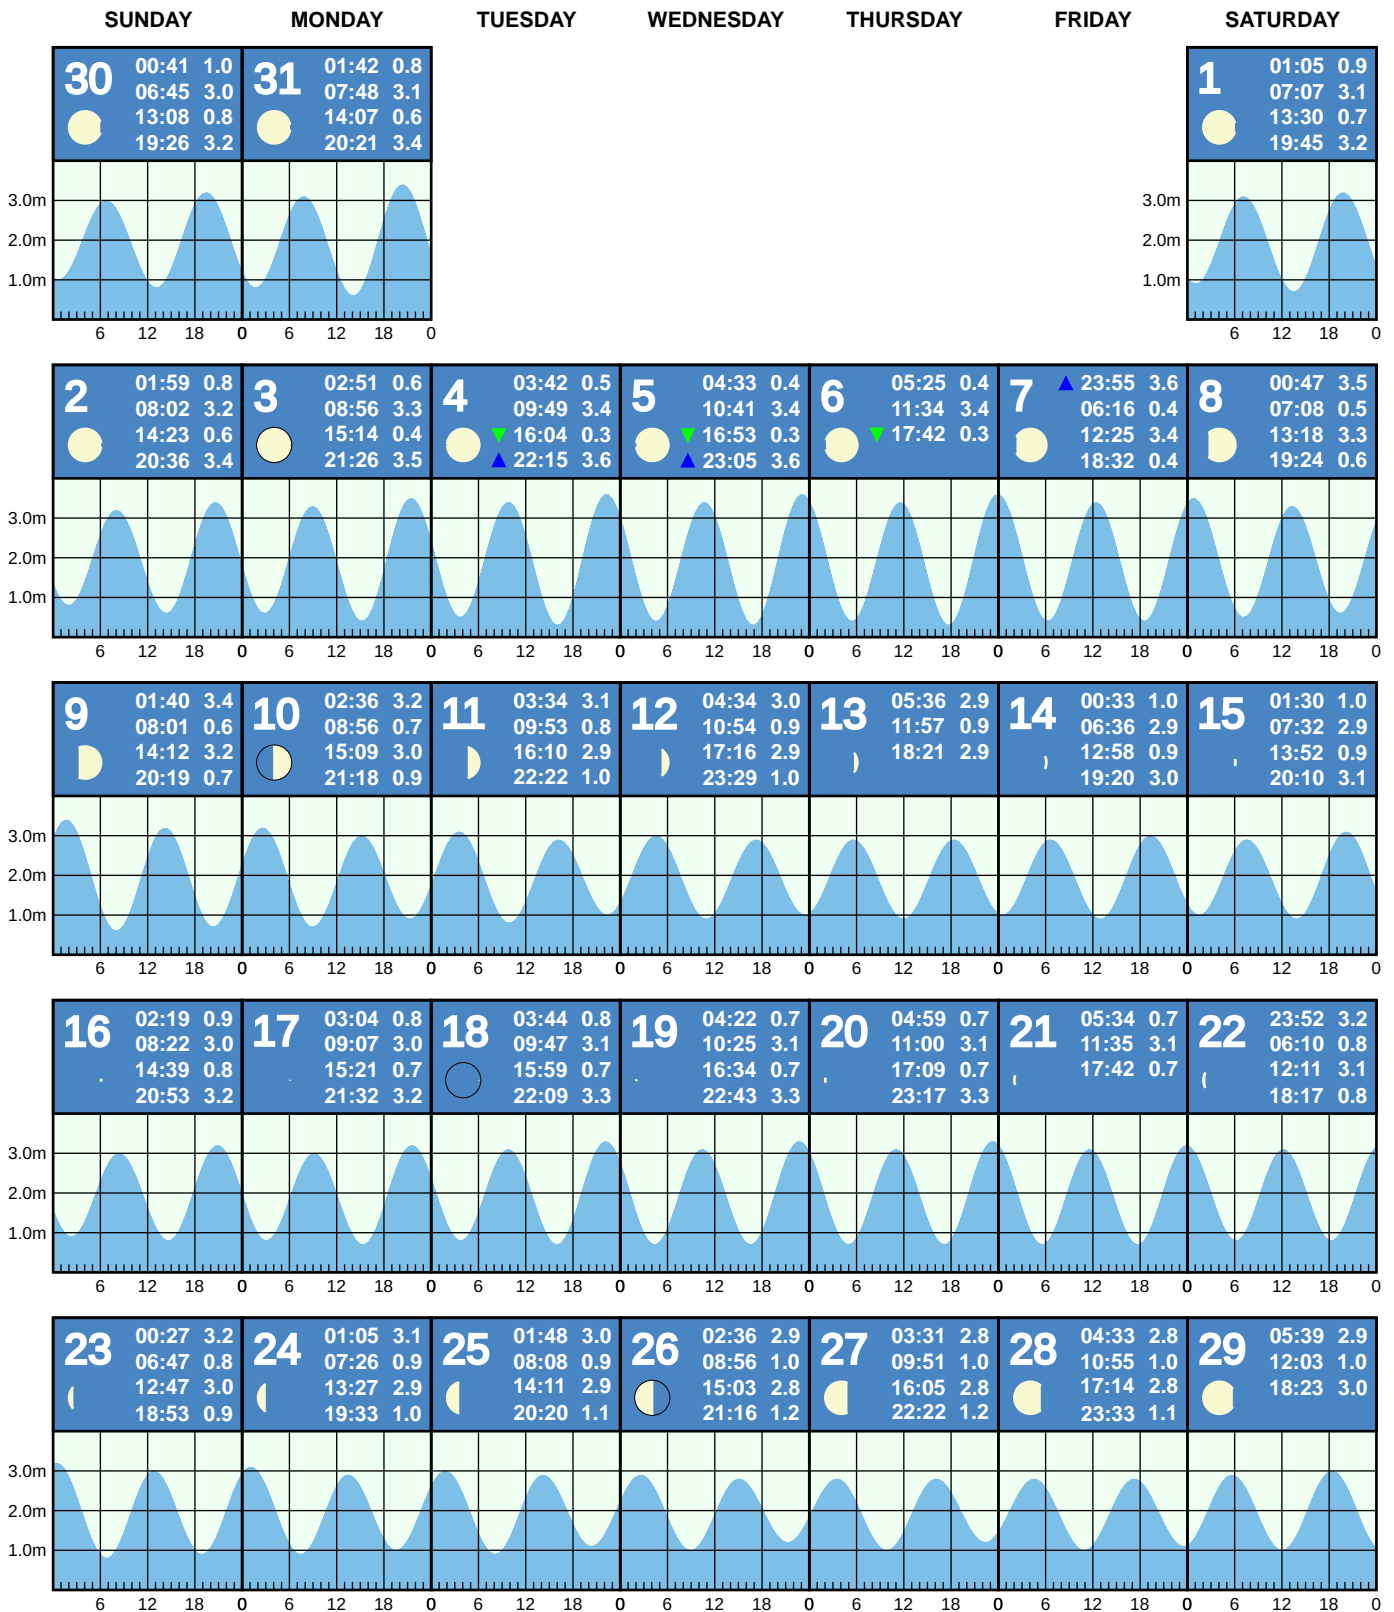 SUNDAY MONDAY TUESDAY WEDNESDAY THURSDAY FRIDAY SATURDAY
30 00:41 1.0
06:45 3.0
13:08 0.8
19:26 3.2
31 01:42 0.8
07:48 3.1
14:07 0.6
20:21 3.4
1 01:05 0.9
07:07 3.1
13:30 0.7
19:45 3.2
3.0m
2.0m
1.0m
3.0m
2.0m
1.0m
6 12 18 0 6 12 18 0 6 12 18 0
2 01:59 0.8
08:02 3.2
14:23 0.6
20:36 3.4
3 02:51 0.6
08:56 3.3
15:14 0.4
21:26 3.5
4 03:42 0.5
09:49 3.4
16:04 0.3
22:15 3.6
5 04:33 0.4
10:41 3.4
16:53 0.3
23:05 3.6
6 05:25 0.4
11:34 3.4
17:42 0.3
7 23:55 3.6
06:16 0.4
12:25 3.4
18:32 0.4
8 00:47 3.5
07:08 0.5
13:18 3.3
19:24 0.6
3.0m
2.0m
1.0m
6 12 18 0 6 12 18 0 6 12 18 0 6 12 18 0 6 12 18 0 6 12 18 0 6 12 18 0
9 01:40 3.4
08:01 0.6
14:12 3.2
20:19 0.7
10 02:36 3.2
08:56 0.7
15:09 3.0
21:18 0.9
11 03:34 3.1
09:53 0.8
16:10 2.9
22:22 1.0
12 04:34 3.0
10:54 0.9
17:16 2.9
23:29 1.0
13 05:36 2.9
11:57 0.9
18:21 2.9
14 00:33 1.0
06:36 2.9
12:58 0.9
19:20 3.0
15 01:30 1.0
07:32 2.9
13:52 0.9
20:10 3.1
3.0m
2.0m
1.0m
6 12 18 0 6 12 18 0 6 12 18 0 6 12 18 0 6 12 18 0 6 12 18 0 6 12 18 0
16 02:19 0.9
08:22 3.0
14:39 0.8
20:53 3.2
17 03:04 0.8
09:07 3.0
15:21 0.7
21:32 3.2
18 03:44 0.8
09:47 3.1
15:59 0.7
22:09 3.3
19 04:22 0.7
10:25 3.1
16:34 0.7
22:43 3.3
20 04:59 0.7
11:00 3.1
17:09 0.7
23:17 3.3
21 05:34 0.7
11:35 3.1
17:42 0.7
22 23:52 3.2
06:10 0.8
12:11 3.1
18:17 0.8
3.0m
2.0m
1.0m
6 12 18 0 6 12 18 0 6 12 18 0 6 12 18 0 6 12 18 0 6 12 18 0 6 12 18 0
23 00:27 3.2
06:47 0.8
12:47 3.0
18:53 0.9
24 01:05 3.1
07:26 0.9
13:27 2.9
19:33 1.0
25 01:48 3.0
08:08 0.9
14:11 2.9
20:20 1.1
26 02:36 2.9
08:56 1.0
15:03 2.8
21:16 1.2
27 03:31 2.8
09:51 1.0
16:05 2.8
22:22 1.2
28 04:33 2.8
10:55 1.0
17:14 2.8
23:33 1.1
29 05:39 2.9
12:03 1.0
18:23 3.0
3.0m
2.0m
1.0m
6 12 18 0 6 12 18 0 6 12 18 0 6 12 18 0 6 12 18 0 6 12 18 0 6 12 18 0